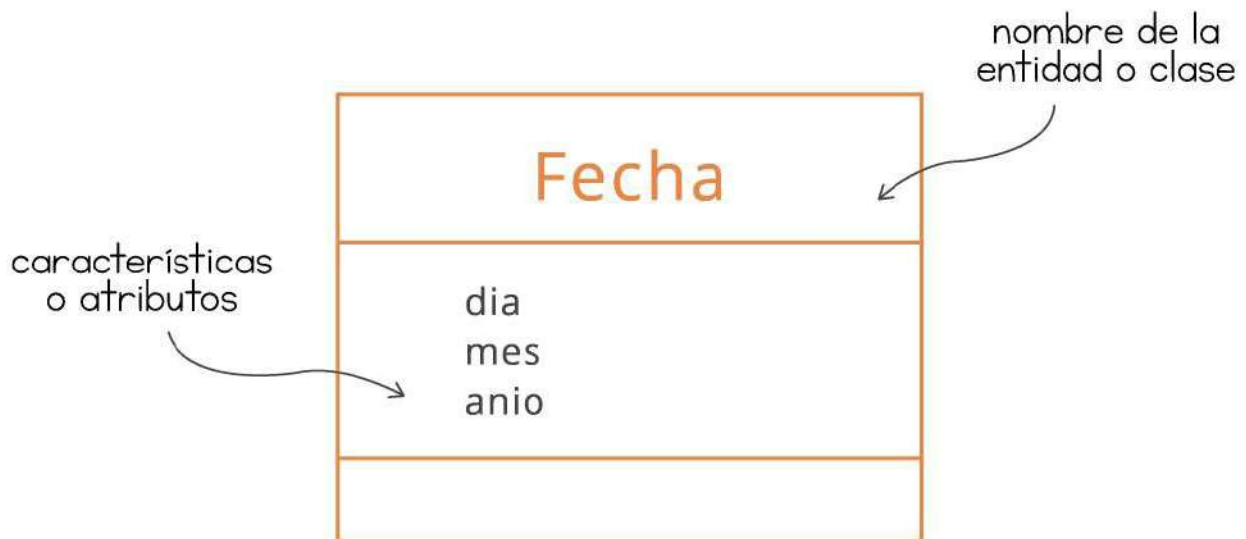 nombre de la
entidad o clase
Fecha
características
o atributos
dia
mes
anio